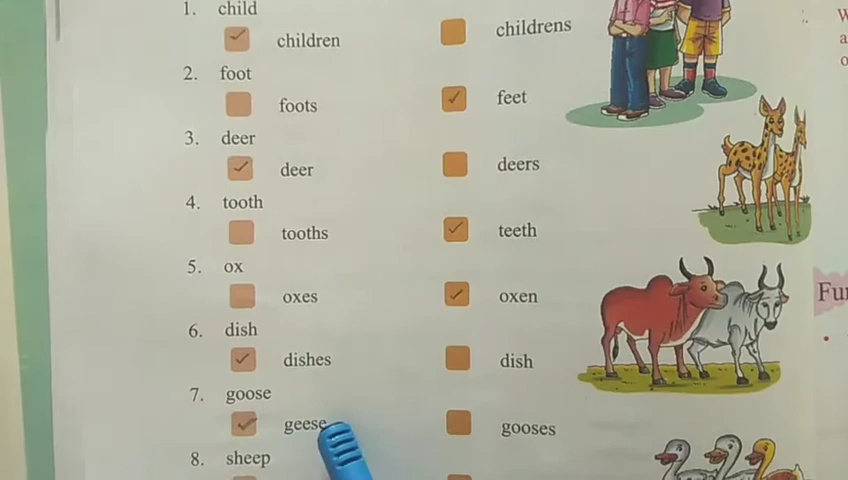 1. child
children childrens
2. foot
foots feet
3. deer
deer deers
4. tooth
tooths teeth
5. ox
oxes oxen
6. dish
dishes dish
7. goose
geese gooses
8. sheep